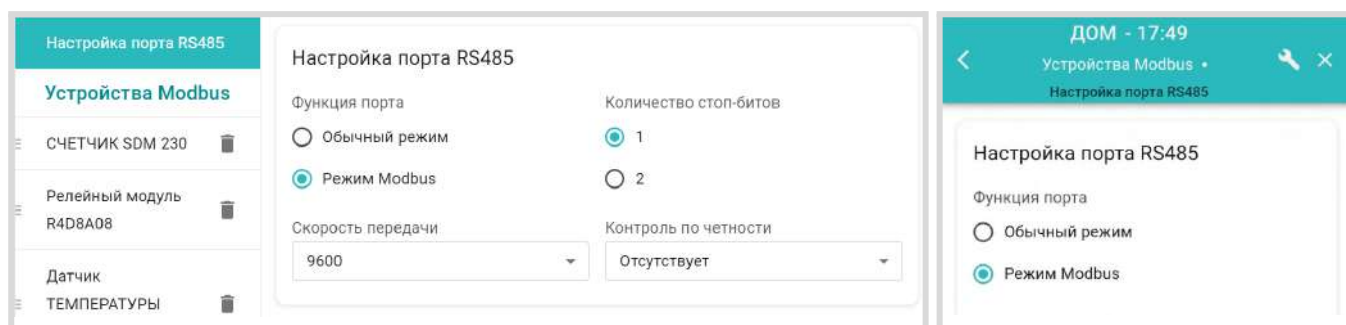 Настройка порта RS485
Устройства Modbus
СЧЕТЧИК SDM 230
Релейный модуль
R4D8A08
Датчик
ТЕМПЕРАТУРЫ
Настройка порта RS485
Функция порта
Обычный режим
Режим Modbus
Количество стоп-битов
1
2
Скорость передачи
9600
Контроль по четности
Отсутствует
ДОМ - 17:49
Устройства Modbus •
Настройка порта RS485
Настройка порта RS485
Функция порта
Обычный режим
Режим Modbus